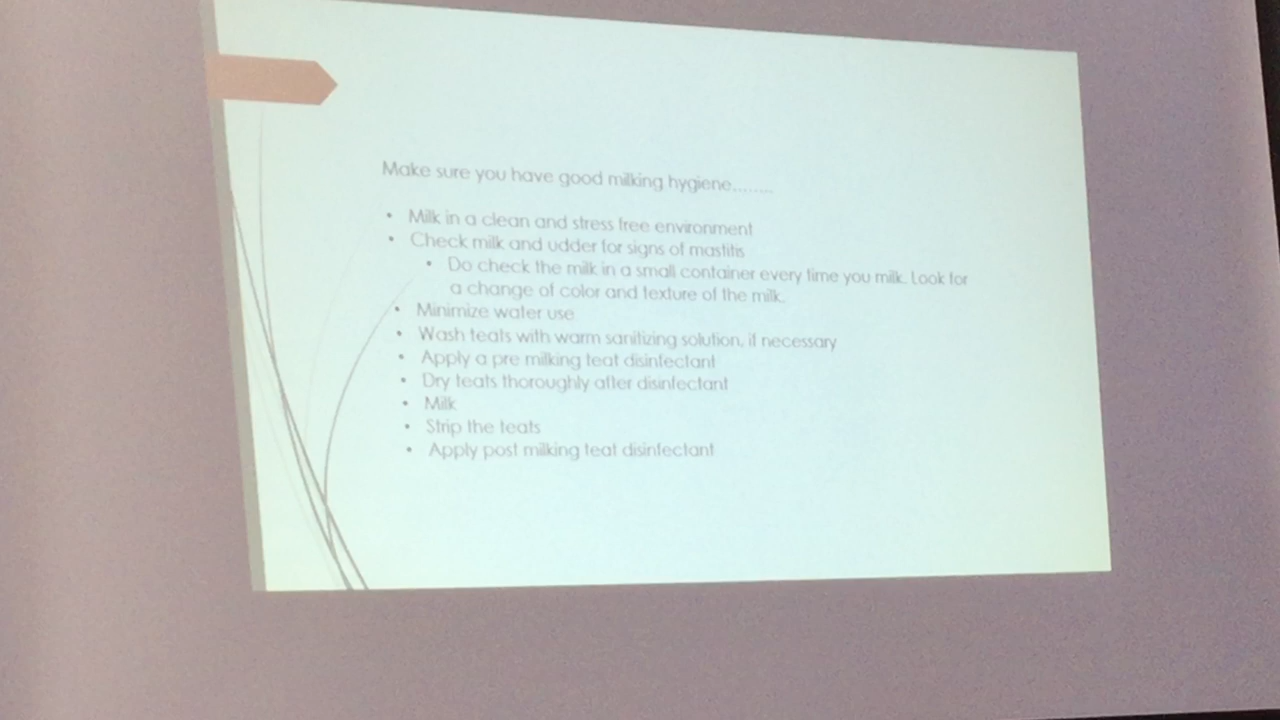 Make sure you have good milking hygiene........
• Milk in a clean and stress free environment
• Check milk and udder for signs of mastitis
• Do check the milk in a small container every time you milk. Look for
a change of color and texture of the milk.
• Minimize water use
• Wash teats with warm sanitizing solution, if necessary
• Apply a pre milking teat disinfectant
• Dry teats thoroughly after disinfectant
• Milk
• Strip the teats
• Apply post milking teat disinfectant